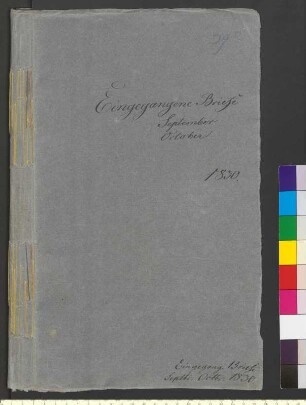 Eingegangene Briefe
September
October
1830.
Eingegang. Briefe
Septbr. Octbr. 1830